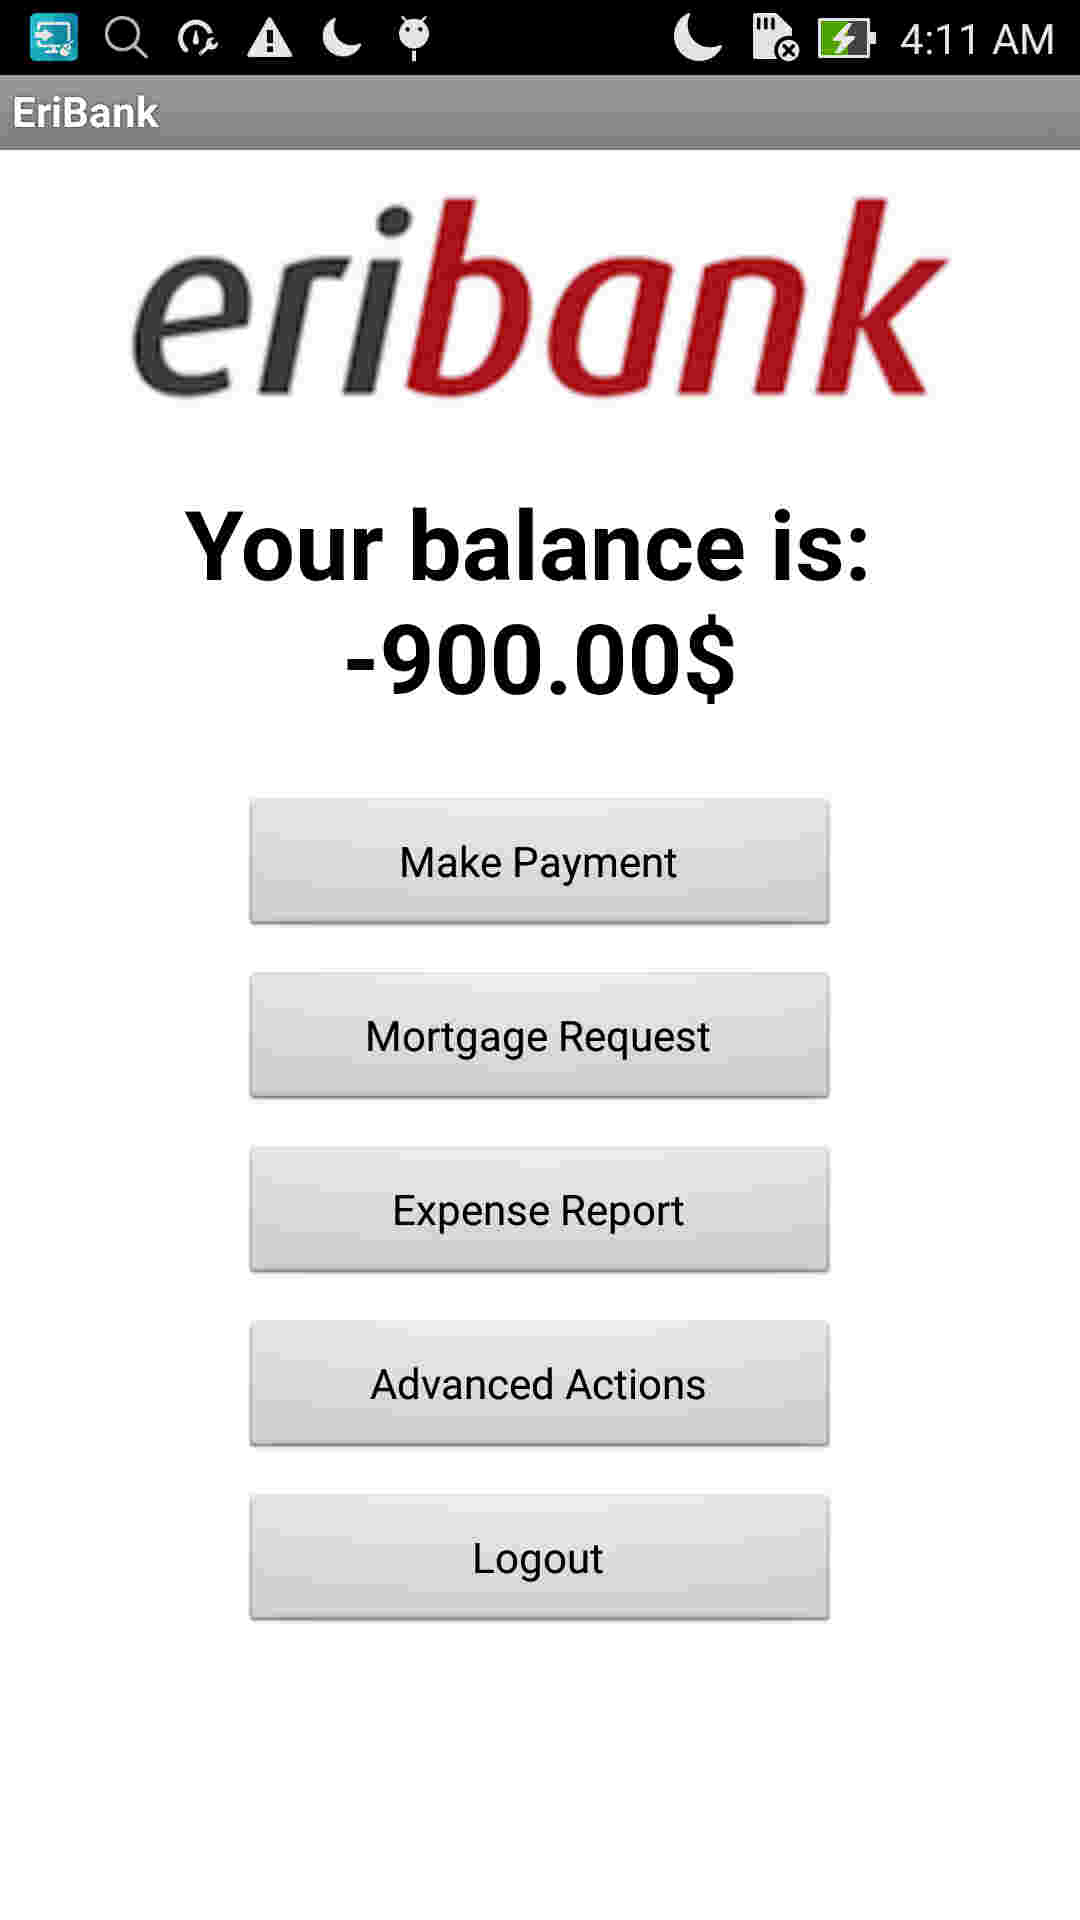 4:11 AM
EriBank
eribank
Your balance is:
-900.00$
Make Payment
Mortgage Request
Expense Report
Advanced Actions
Logout